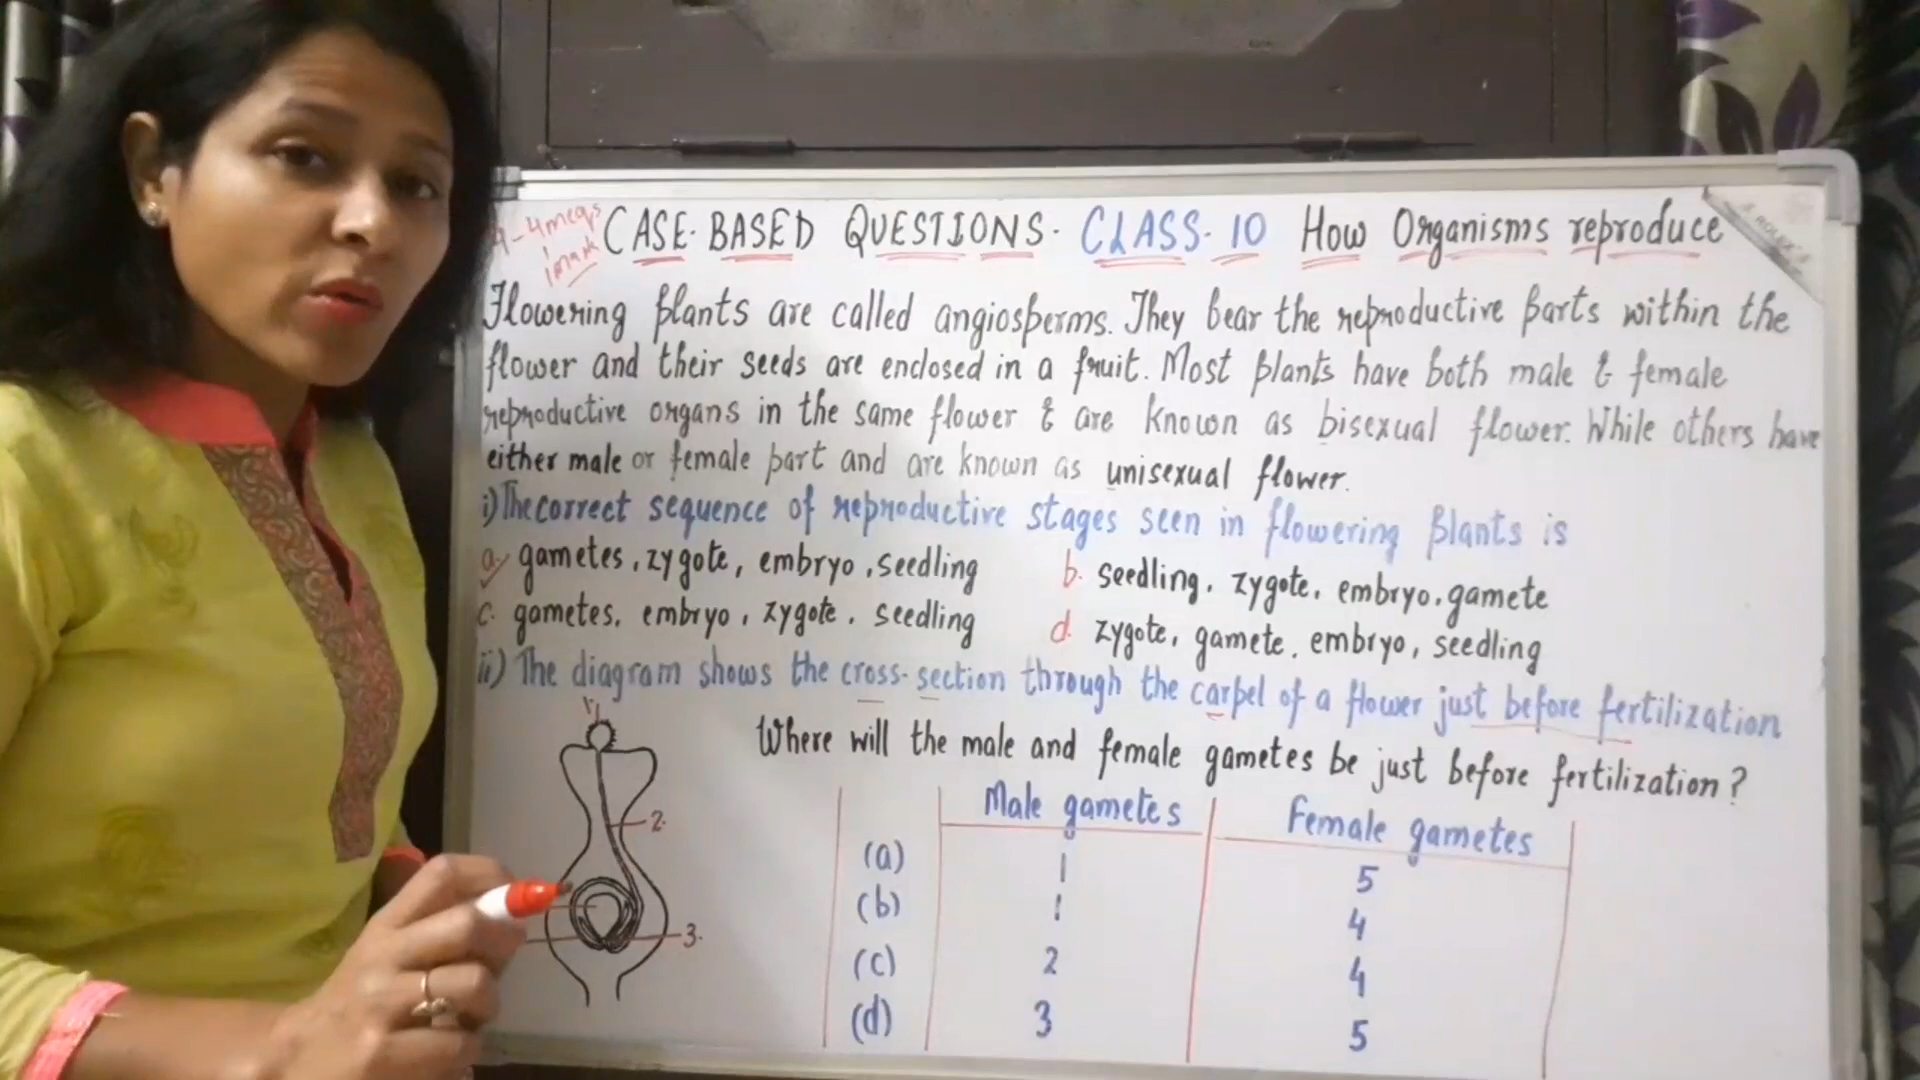 4 - 4 mcqs
1 mark
CASE-BASED QUESTIONS- CLASS-10 How Organisms reproduce
Flowering plants are called angiosperms. They bear the reproductive parts within the
flower and their seeds are enclosed in a fruit. Most plants have both male & female
reproductive organs in the same flower & are known as bisexual flower. While others have
either male or female part and are known as unisexual flower.
i) The correct sequence of reproductive stages seen in flowering plants is
a. gametes, zygote, embryo, seedling b. seedling, zygote, embryo, gamete
c. gametes, embryo, zygote, seedling d. zygote, gamete, embryo, seedling
ii) The diagram shows the cross-section through the carpel of a flower just before fertilization
1
Where will the male and female gametes be just before fertilization?
Male gametes Female gametes
2.
(a) 1 5
(b) 1 4
3.
(c) 2 4
(d) 3 5